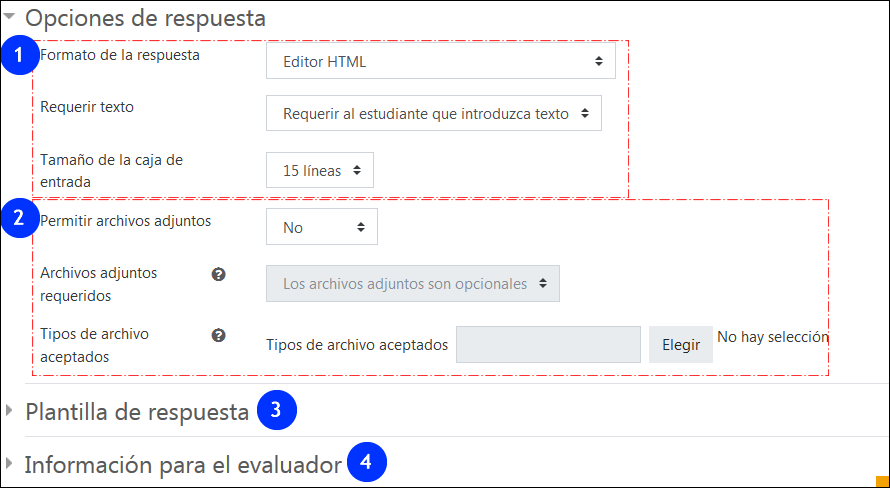 Opciones de respuesta
1
Formato de la respuesta
Editor HTML
Requerir texto
Requerir al estudiante que introduzca texto
Tamaño de la caja de
entrada
15 líneas
2
Permitir archivos adjuntos
No
Archivos adjuntos
requeridos
?
Los archivos adjuntos son opcionales
Tipos de archivo
aceptados
?
Tipos de archivo aceptados
Elegir
No hay selección
Plantilla de respuesta
3
Información para el evaluador
4